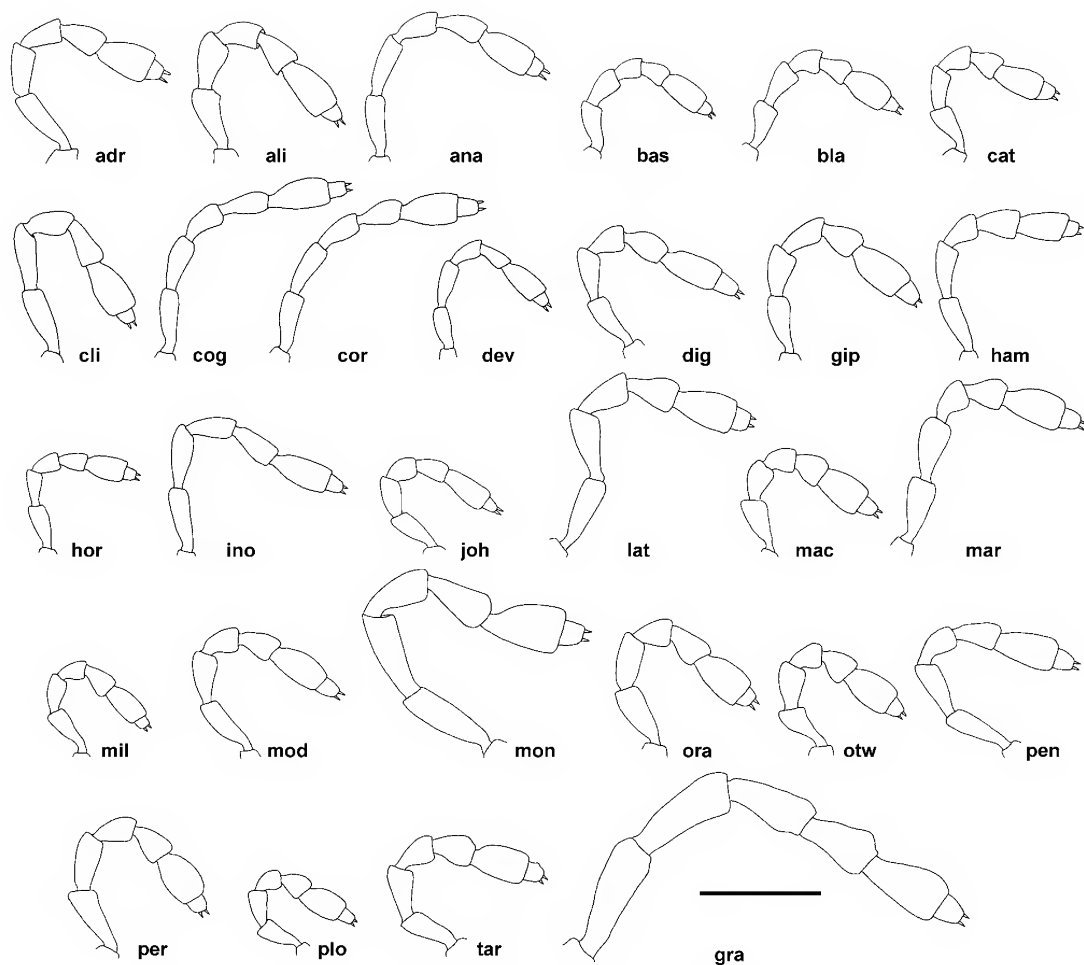 adr ali ana bas bla cat
cli cog cor dev dig gip ham
hor ino joh lat mac mar
mil mod mon ora otw pen
per plo tar gra